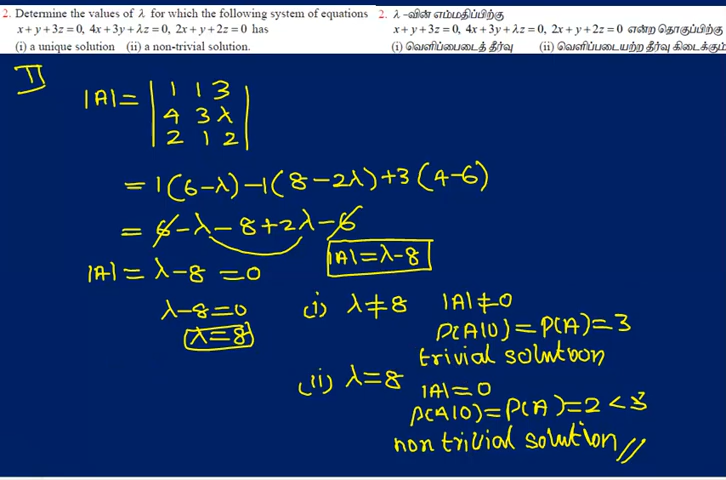 2. Determine the values of λ for which the following system of equations
x + y + 3z = 0, 4x + 3y + λz = 0, 2x + y + 2z = 0 has
(i) a unique solution (ii) a non-trivial solution.
2. λ -வின் எம்மதிப்பிற்கு
x + y + 3z = 0, 4x + 3y + λz = 0, 2x + y + 2z = 0 என்ற தொகுப்பிற்கு
(i) வெளிப்படைத் தீர்வு (ii) வெளிப்படையற்ற தீர்வு கிடைக்கும்
II
|A| = | 1 1 3 |
| 4 3 λ |
| 2 1 2 |
= 1(6-λ)-1(8-2λ)+3(4-6)
= 6-λ-8+2λ-6
|A| = λ-8
|A| = λ-8 = 0
λ-8=0
λ=8
(i) λ≠8 |A|≠0
ρ(A|0) = ρ(A) = 3
trivial solution
(ii) λ=8 |A|=0
ρ(A|0) = ρ(A) = 2 < 3
non trivial solution //